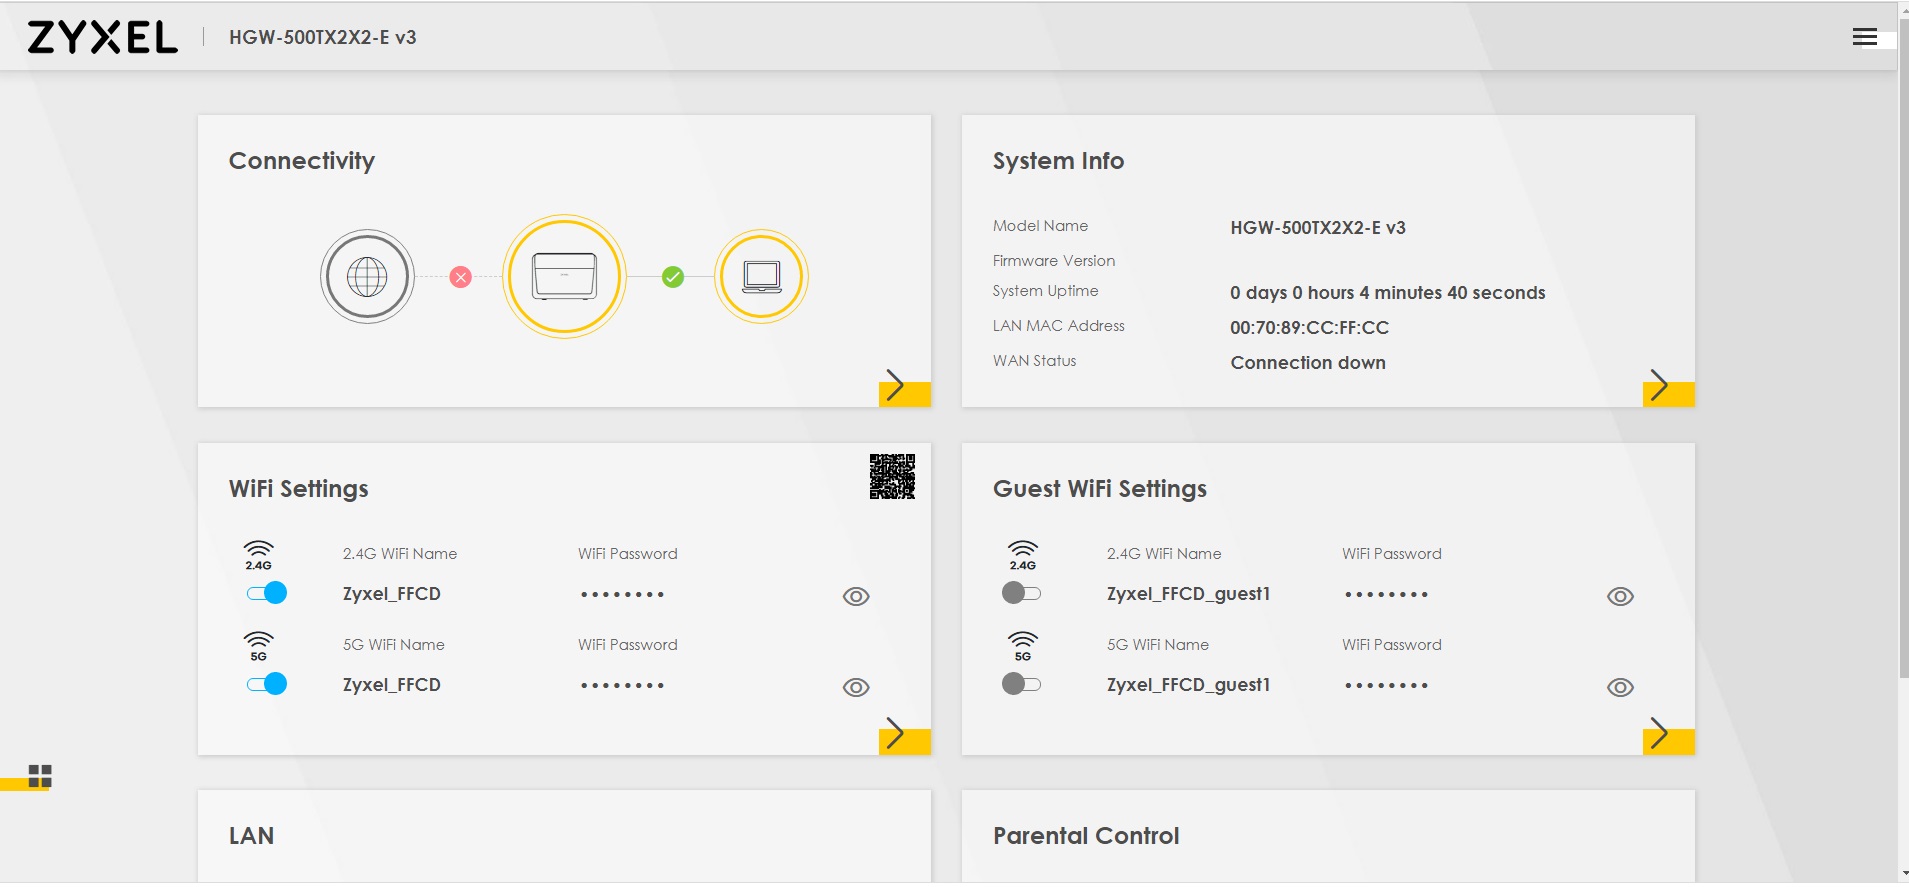 ZYXEL HGW-500TX2X2-E v3
Connectivity
System Info
Model Name HGW-500TX2X2-E v3
Firmware Version
System Uptime 0 days 0 hours 4 minutes 40 seconds
LAN MAC Address 00:70:89:CC:FF:CC
WAN Status Connection down
WiFi Settings
2.4G
2.4G WiFi Name WiFi Password
Zyxel_FFCD ••••••••
5G
5G WiFi Name WiFi Password
Zyxel_FFCD ••••••••
Guest WiFi Settings
2.4G
2.4G WiFi Name WiFi Password
Zyxel_FFCD_guest1 ••••••••
5G
5G WiFi Name WiFi Password
Zyxel_FFCD_guest1 ••••••••
LAN
Parental Control